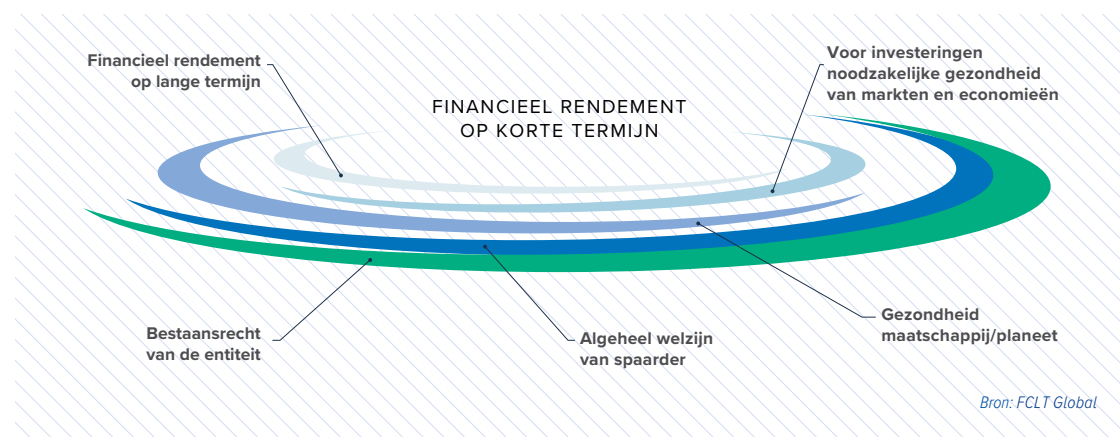 Financieel rendement
op lange termijn
FINANCIEEL RENDEMENT
OP KORTE TERMIJN
Voor investeringen
noodzakelijke gezondheid
van markten en economieën
Bestaansrecht
van de entiteit
Algeheel welzijn
van spaarder
Gezondheid
maatschappij/planeet
Bron: FCLT Global